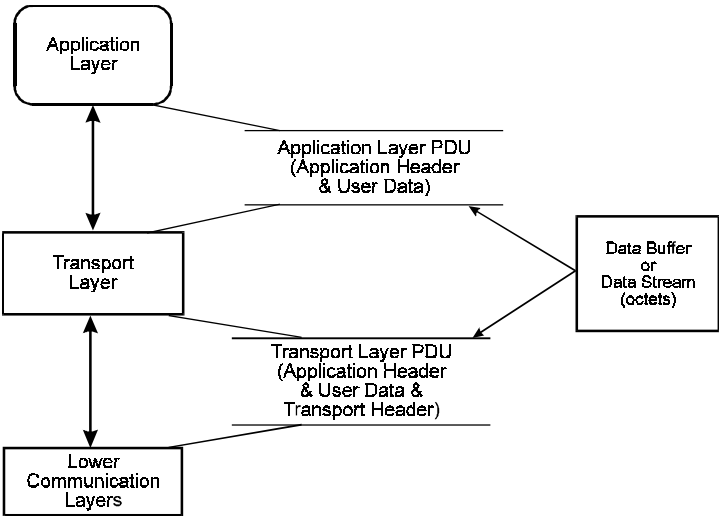 Application
Layer
Application Layer PDU
(Application Header
& User Data)
Transport
Layer
Data Buffer
or
Data Stream
(octets)
Transport Layer PDU
(Application Header
& User Data &
Transport Header)
Lower
Communication
Layers